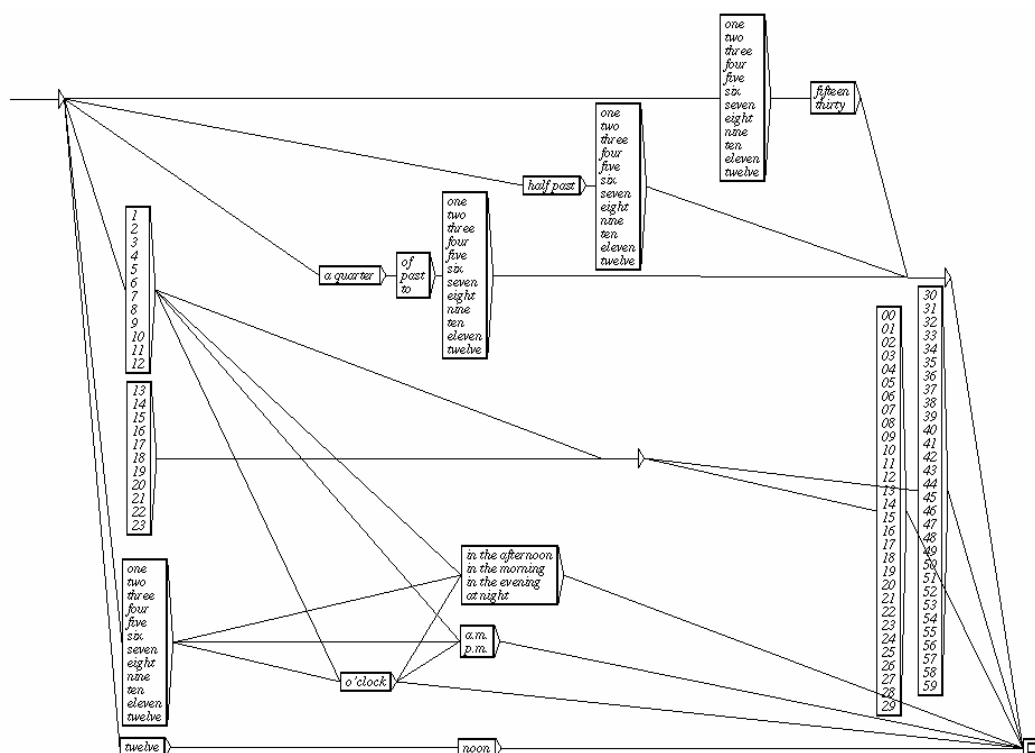 one
two
three
four
five
six
seven
eight
nine
ten
eleven
twelve
fifteen
thirty
half past
one
two
three
four
five
six
seven
eight
nine
ten
eleven
twelve
a quarter
of
past
to
one
two
three
four
five
six
seven
eight
nine
ten
eleven
twelve
1
2
3
4
5
6
7
8
9
10
11
12
13
14
15
16
17
18
19
20
21
22
23
00
01
02
03
04
05
06
07
08
09
10
11
12
13
14
15
16
17
18
19
20
21
22
23
24
25
26
27
28
29
30
31
32
33
34
35
36
37
38
39
40
41
42
43
44
45
46
47
48
49
50
51
52
53
54
55
56
57
58
59
one
two
three
four
five
six
seven
eight
nine
ten
eleven
twelve
in the afternoon
in the morning
in the evening
at night
a.m.
p.m.
o'clock
twelve
noon